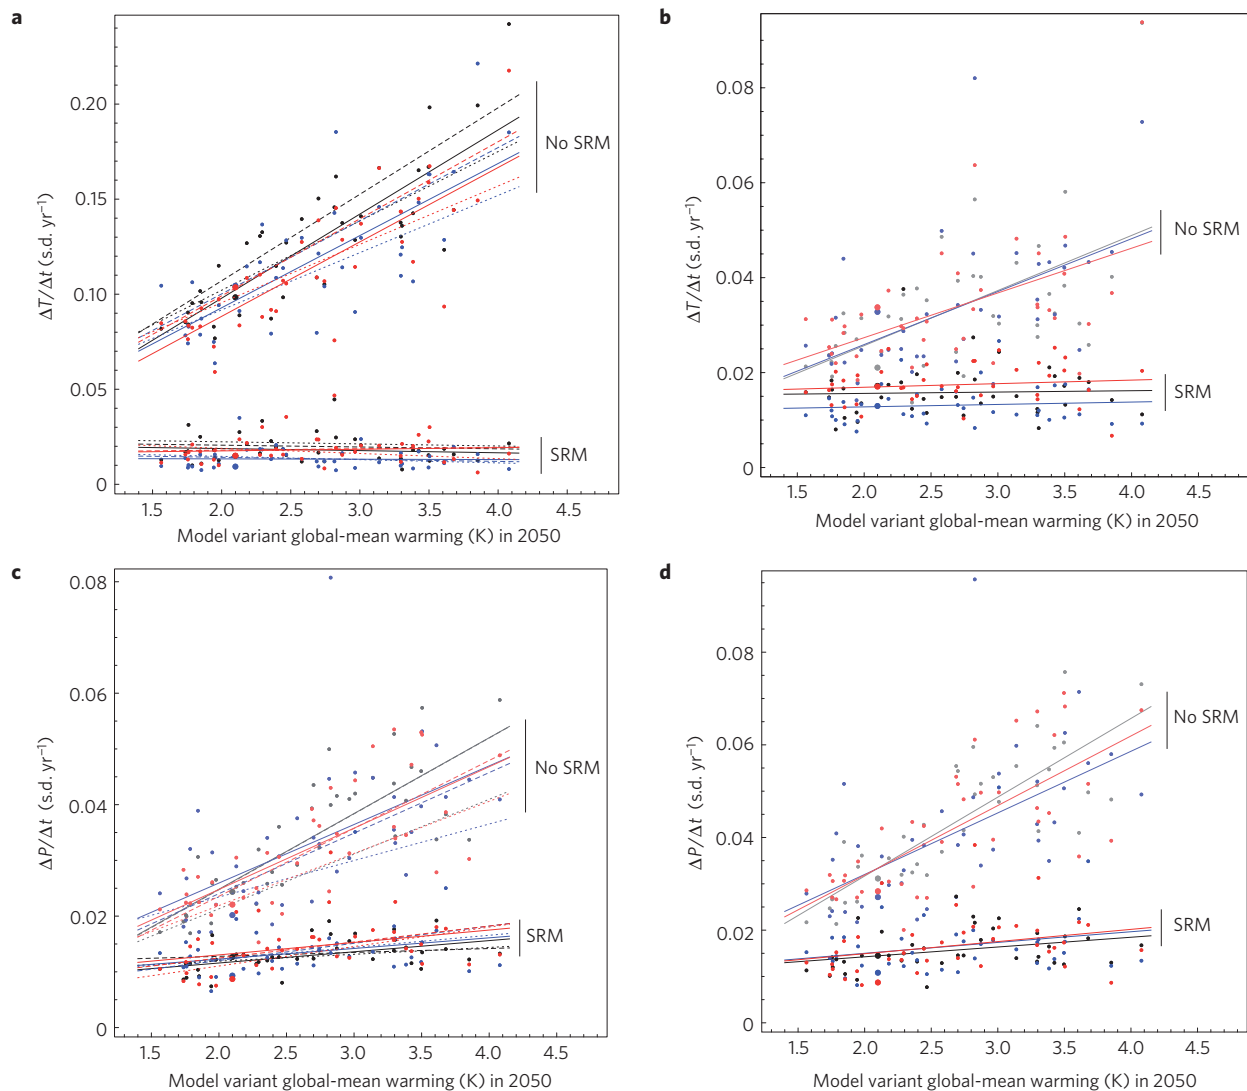 a
0.20
0.15
0.10
0.05
0
ΔT/Δt (s.d. yr⁻¹)
No SRM
SRM
1.5 2.0 2.5 3.0 3.5 4.0 4.5
Model variant global-mean warming (K) in 2050
b
0.08
0.06
0.04
0.02
0
ΔT/Δt (s.d. yr⁻¹)
No SRM
SRM
1.5 2.0 2.5 3.0 3.5 4.0 4.5
Model variant global-mean warming (K) in 2050
c
0.08
0.06
0.04
0.02
0
ΔP/Δt (s.d. yr⁻¹)
No SRM
SRM
1.5 2.0 2.5 3.0 3.5 4.0 4.5
Model variant global-mean warming (K) in 2050
d
0.08
0.06
0.04
0.02
0
ΔP/Δt (s.d. yr⁻¹)
No SRM
SRM
1.5 2.0 2.5 3.0 3.5 4.0 4.5
Model variant global-mean warming (K) in 2050